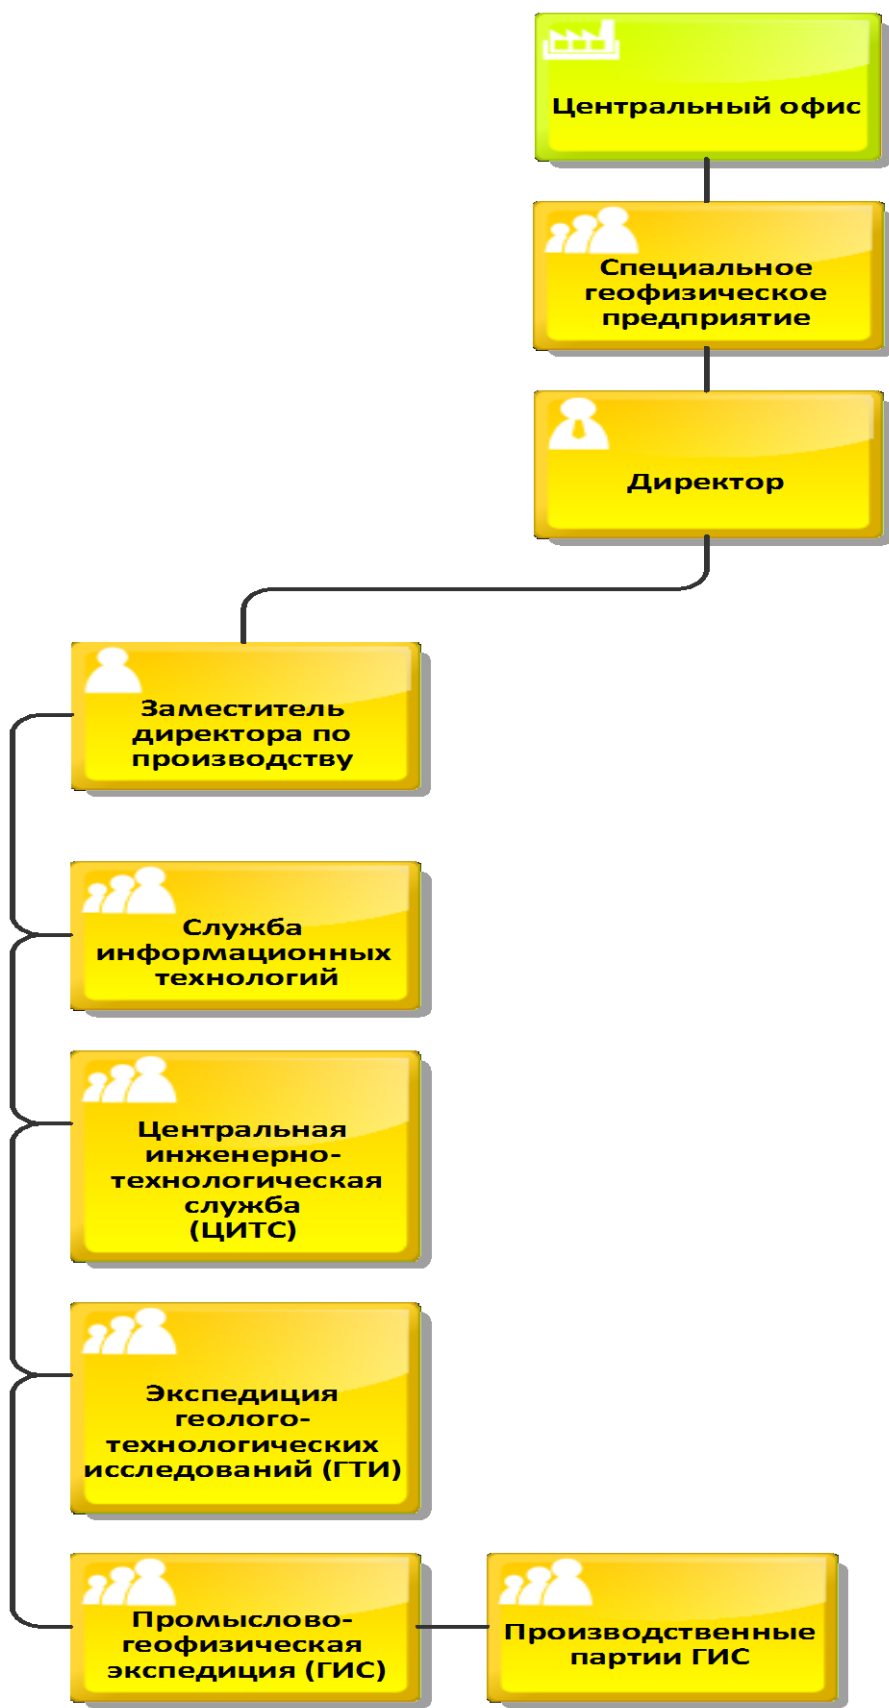 Центральный офис
Специальное
геофизическое
предприятие
Директор
Заместитель
директора по
производству
Служба
информационных
технологий
Центральная
инженерно-
технологическая
служба
(ЦИТС)
Экспедиция
геолого-
технологических
исследований (ГТИ)
Промыслово-
геофизическая
экспедиция (ГИС)
Производственные
партии ГИС